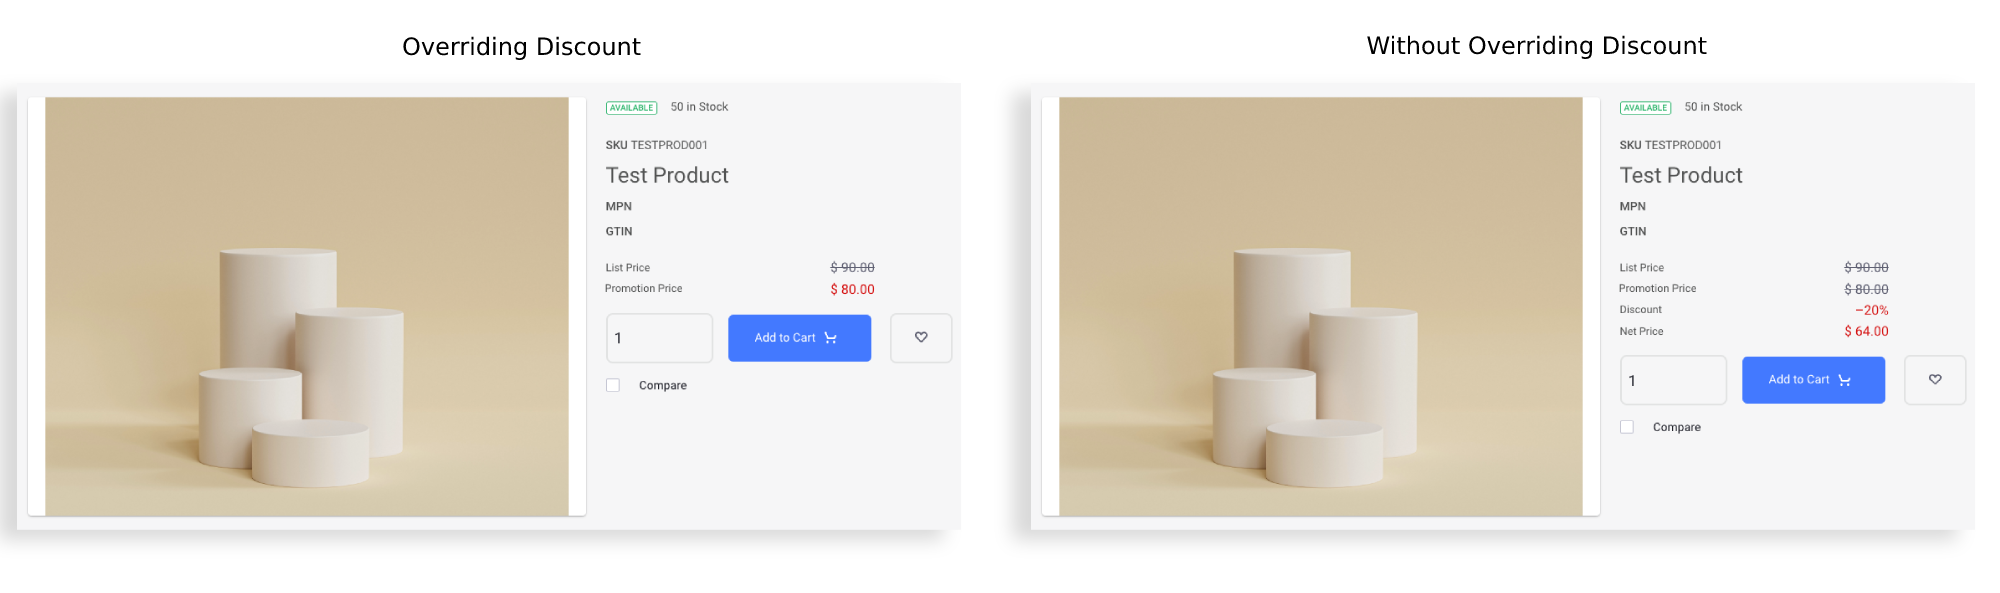 Overriding Discount
AVAILABLE 50 in Stock
SKU TESTPROD001
Test Product
MPN
GTIN
List Price $ 90.00
Promotion Price $ 80.00
1 Add to Cart
Compare
Without Overriding Discount
AVAILABLE 50 in Stock
SKU TESTPROD001
Test Product
MPN
GTIN
List Price $ 90.00
Promotion Price $ 80.00
Discount –20%
Net Price $ 64.00
1 Add to Cart
Compare